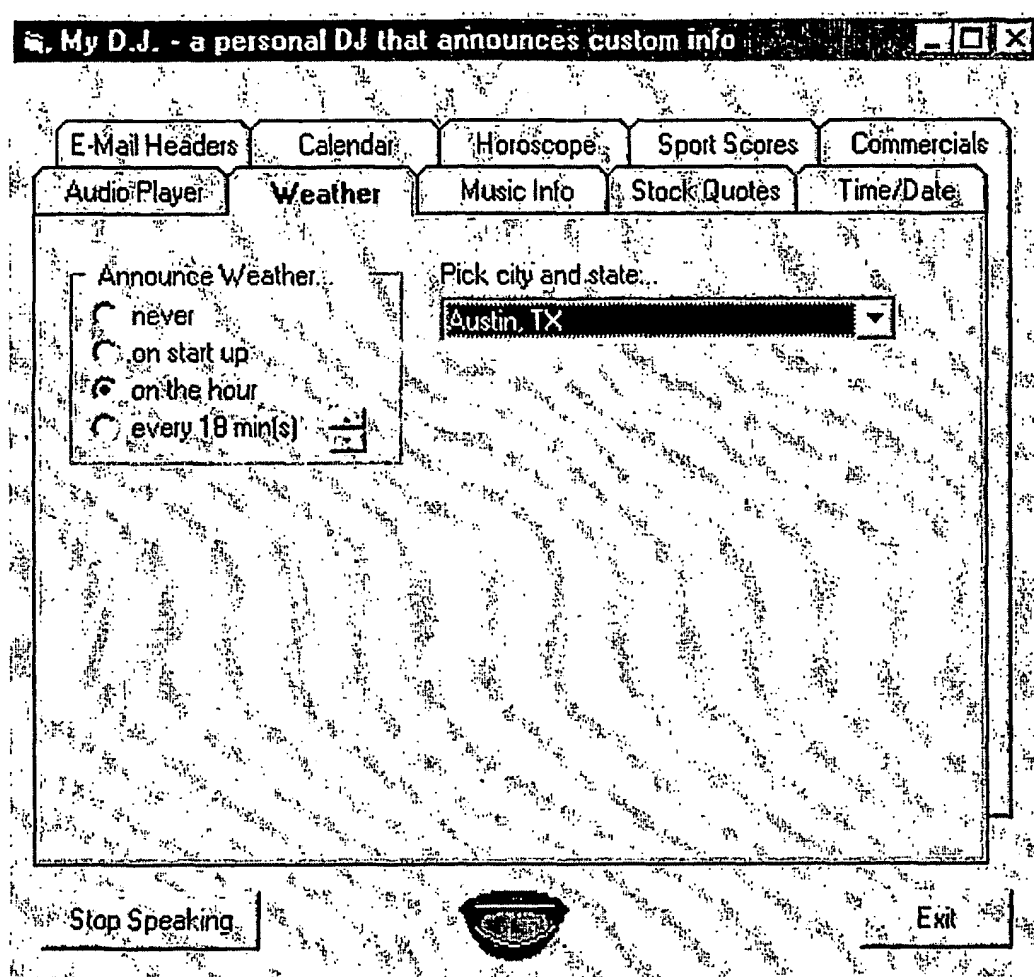 My D.J. - a personal DJ that announces custom info
E-Mail Headers Calendar Horoscope Sport Scores Commercials
Audio Player Weather Music Info Stock Quotes Time/Date
Announce Weather... Pick city and state...
never Austin, TX
on start up
on the hour
every 18 min(s)
Stop Speaking Exit